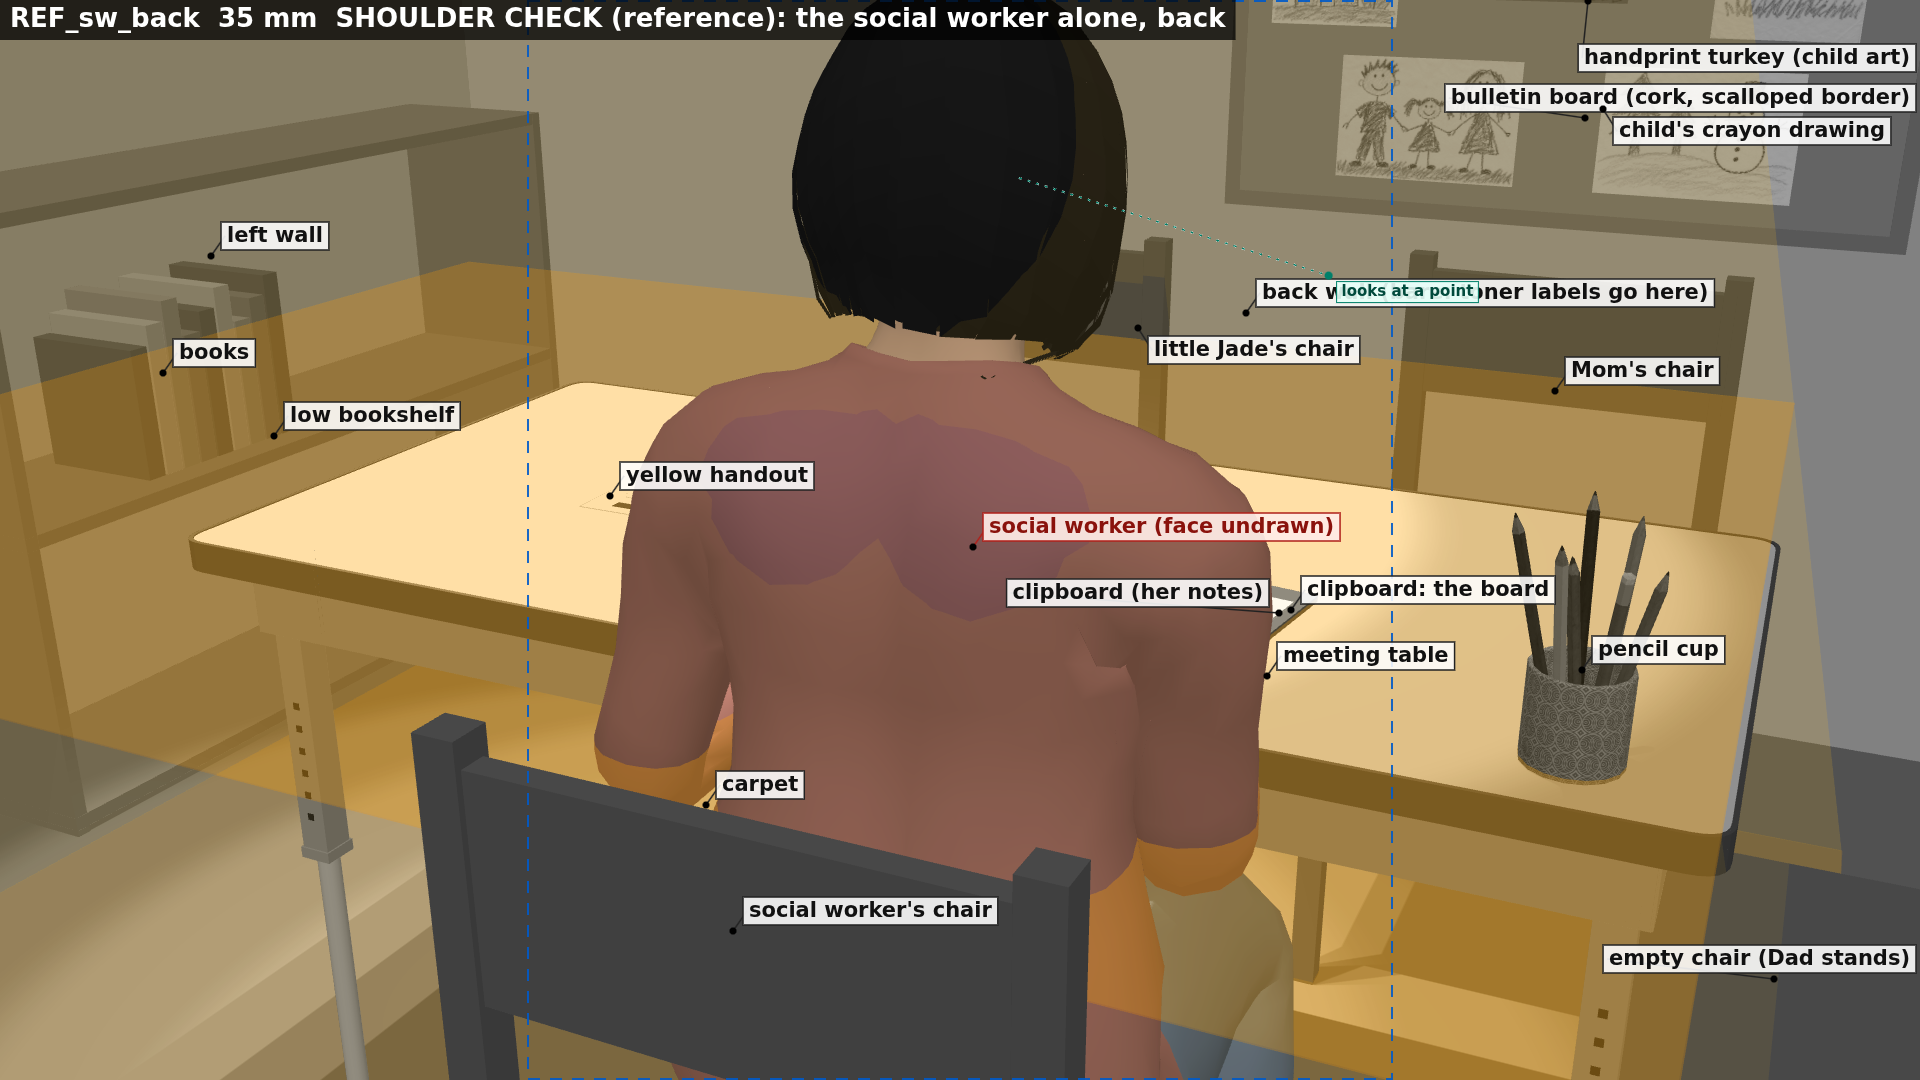 REF_sw_back  35 mm  SHOULDER CHECK (reference): the social worker alone, back
handprint turkey (child art)
bulletin board (cork, scalloped border)
child's crayon drawing
left wall
back w
oner labels go here)
looks at a point
little Jade's chair
books
Mom's chair
low bookshelf
yellow handout
social worker (face undrawn)
clipboard (her notes)
clipboard: the board
pencil cup
meeting table
carpet
social worker's chair
empty chair (Dad stands)